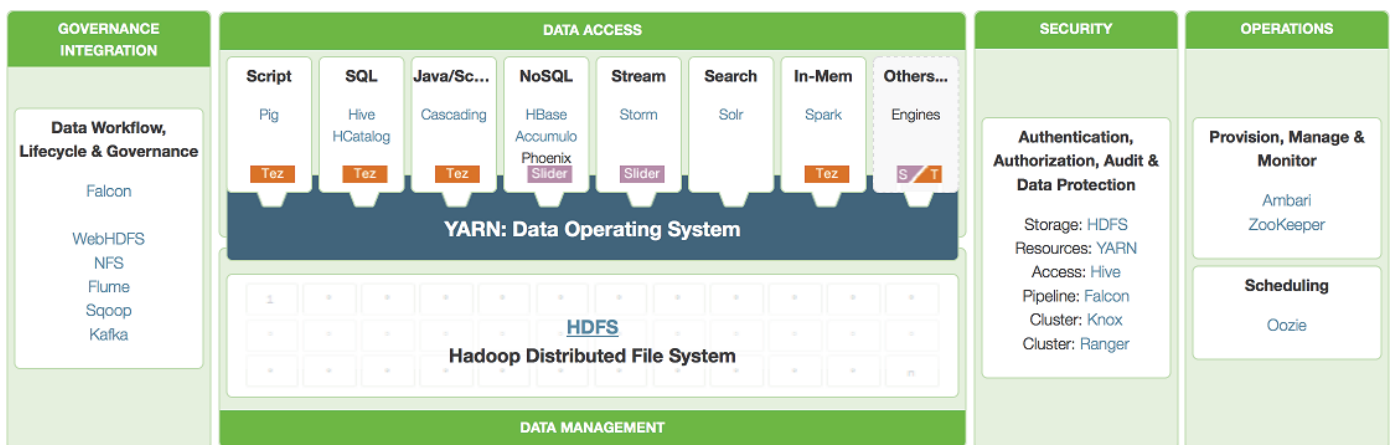 GOVERNANCE
INTEGRATION
Data Workflow,
Lifecycle & Governance
Falcon
WebHDFS
NFS
Flume
Sqoop
Kafka
DATA ACCESS
Script
Pig
Tez
SQL
Hive
HCatalog
Tez
Java/Sc...
Cascading
Tez
NoSQL
HBase
Accumulo
Phoenix
Slider
Stream
Storm
Slider
Search
Solr
In-Mem
Spark
Tez
Others...
Engines
S T
YARN: Data Operating System
1
HDFS
Hadoop Distributed File System
n
DATA MANAGEMENT
SECURITY
Authentication,
Authorization, Audit &
Data Protection
Storage: HDFS
Resources: YARN
Access: Hive
Pipeline: Falcon
Cluster: Knox
Cluster: Ranger
OPERATIONS
Provision, Manage &
Monitor
Ambari
ZooKeeper
Scheduling
Oozie